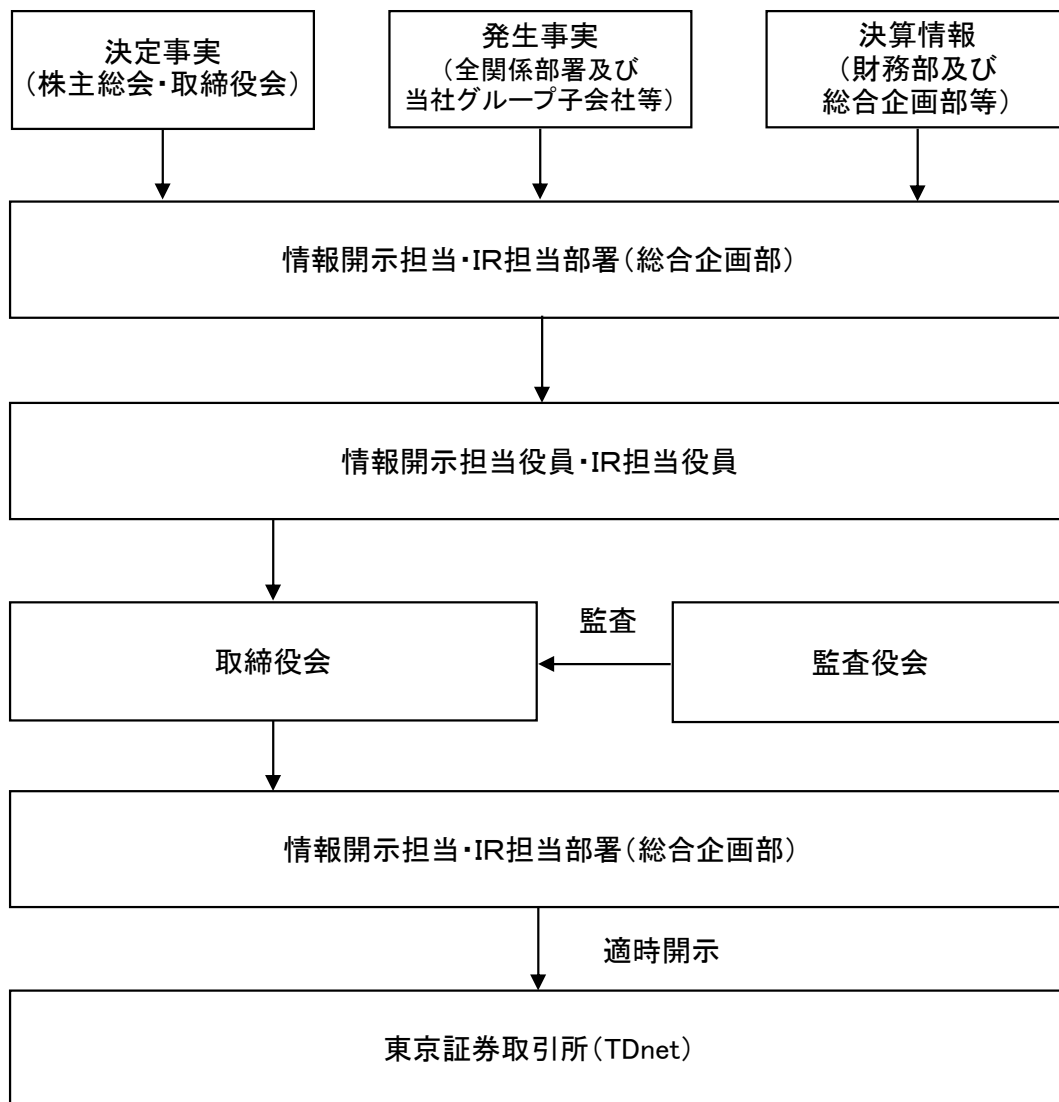 決定事実
（株主総会・取締役会）
発生事実
（全関係部署及び
当社グループ子会社等）
決算情報
（財務部及び
総合企画部等）
情報開示担当・IR担当部署（総合企画部）
情報開示担当役員・IR担当役員
取締役会
監査
監査役会
情報開示担当・IR担当部署（総合企画部）
適時開示
東京証券取引所（TDnet）